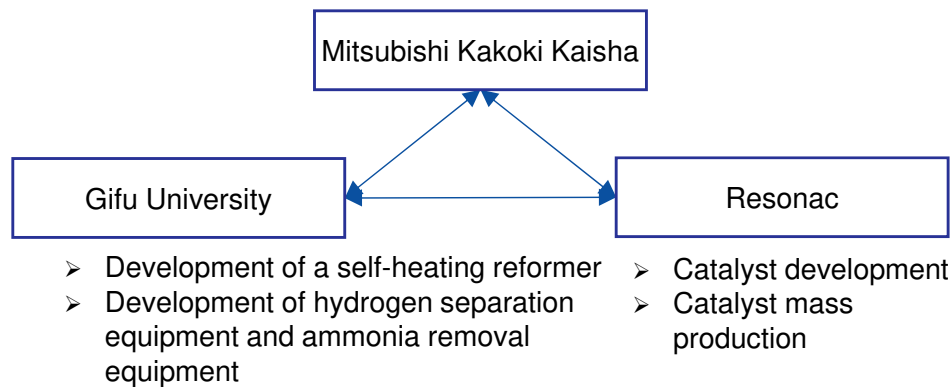 Mitsubishi Kakoki Kaisha
Gifu University
Resonac
➢ Development of a self-heating reformer
➢ Development of hydrogen separation
equipment and ammonia removal
equipment
➢ Catalyst development
➢ Catalyst mass
production